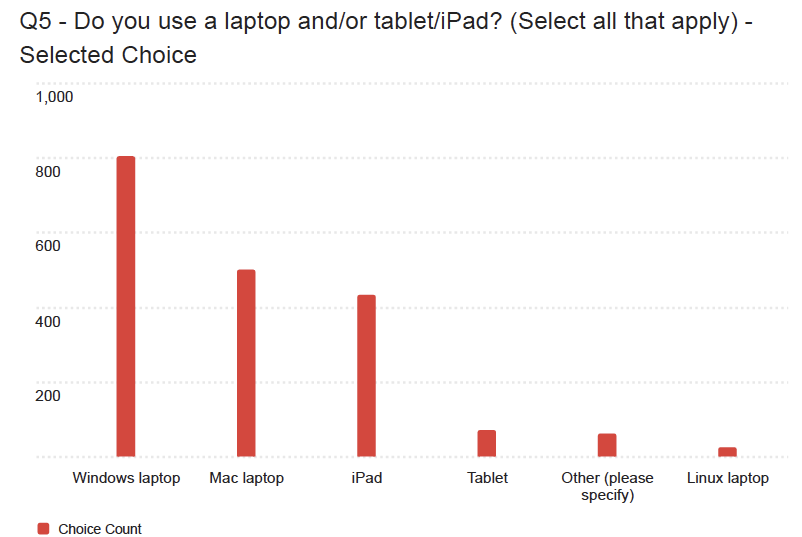 Q5 - Do you use a laptop and/or tablet/iPad? (Select all that apply) -
Selected Choice
1,000
800
600
400
200
Windows laptop
Mac laptop
iPad
Tablet
Other (please
specify)
Linux laptop
Choice Count